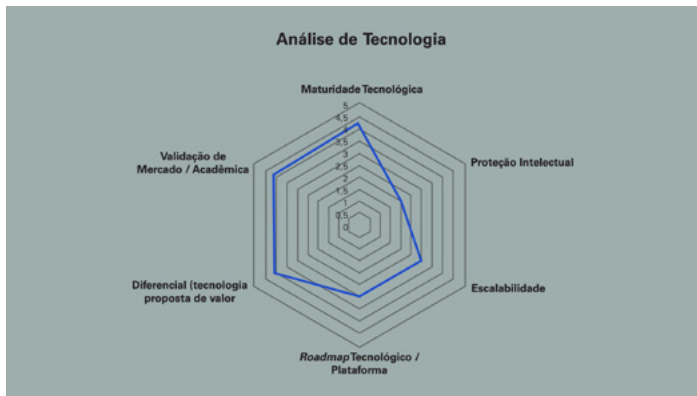 Análise de Tecnologia
Maturidade Tecnológica
5
4,5
4
3,5
3
2,5
2
1,5
1
0,5
0
Validação de
Mercado / Acadêmica
Proteção Intelectual
Diferencial (tecnologia
proposta de valor
Escalabilidade
Roadmap Tecnológico /
Plataforma